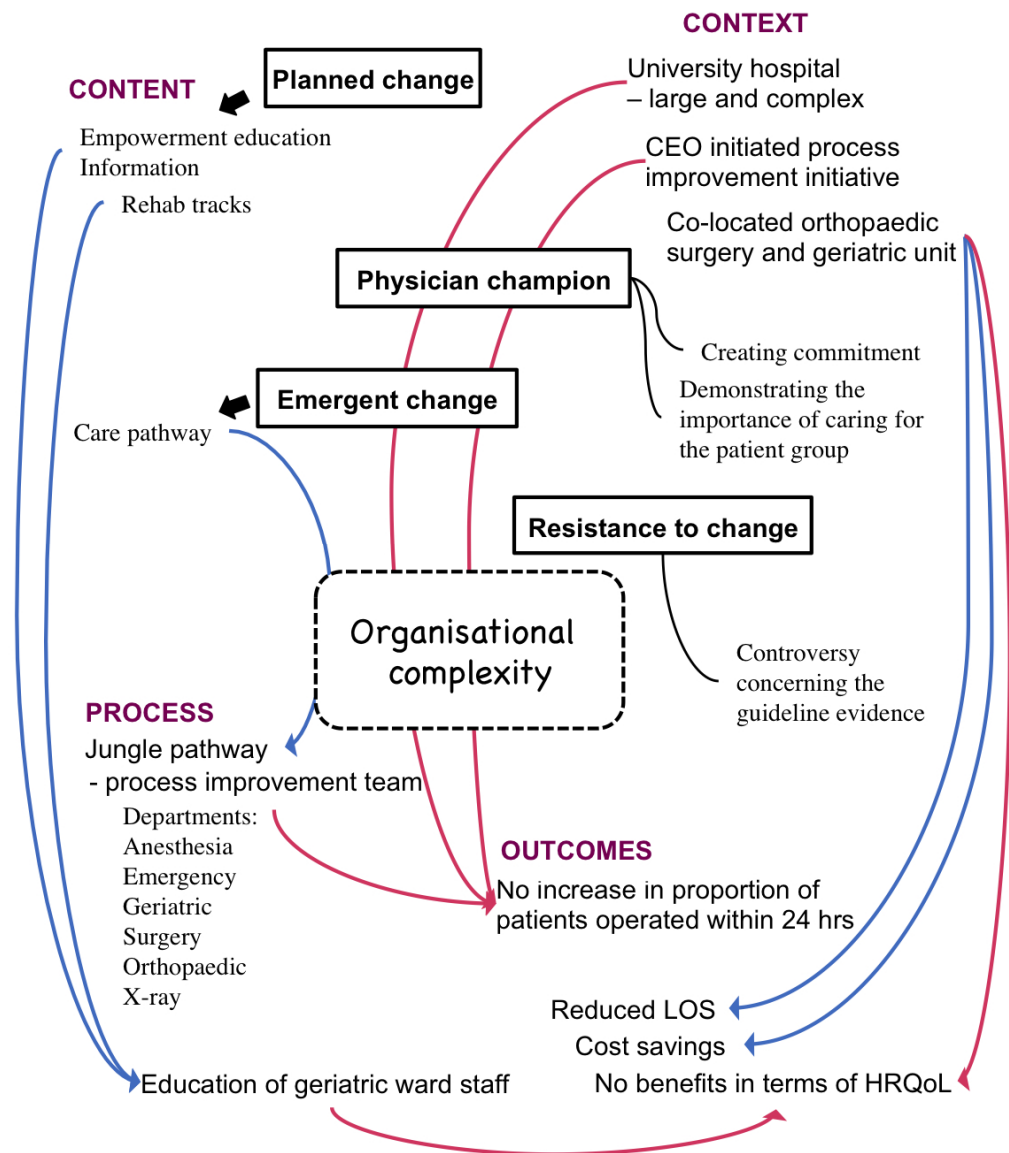 CONTEXT
University hospital
– large and complex
CEO initiated process
improvement initiative
Co-located orthopaedic
surgery and geriatric unit
Planned change
CONTENT
Empowerment education
Information
Rehab tracks
Physician champion
Creating commitment
Demonstrating the
importance of caring for
the patient group
Emergent change
Care pathway
Resistance to change
Controversy
concerning the
guideline evidence
Organisational
complexity
PROCESS
Jungle pathway
- process improvement team
Departments:
Anesthesia
Emergency
Geriatric
Surgery
Orthopaedic
X-ray
OUTCOMES
No increase in proportion of
patients operated within 24 hrs
Reduced LOS
Cost savings
No benefits in terms of HRQoL
Education of geriatric ward staff